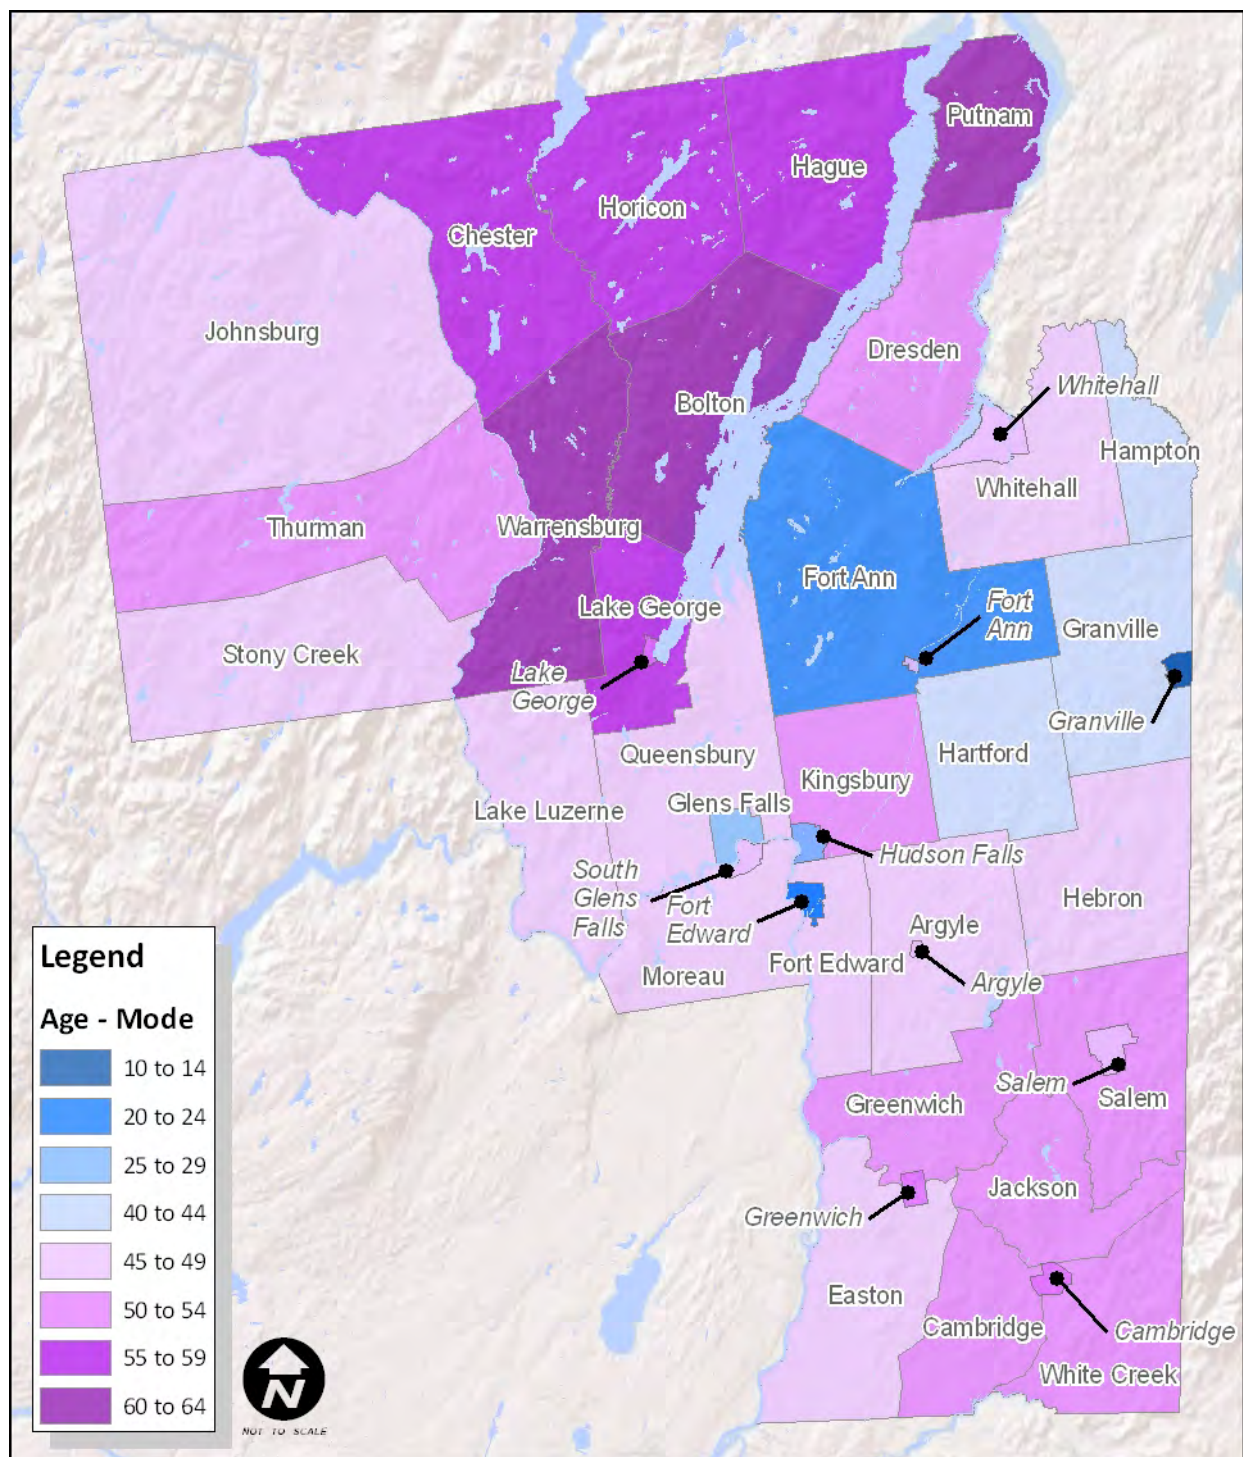 Putnam
Hague
Horicon
Chester
Johnsburg
Dresden
Whitehall
Bolton
Hampton
Whitehall
Thurman
Warrensburg
Fort Ann
Fort
Ann
Lake George
Granville
Stony Creek
Lake
George
Granville
Queensbury
Hartford
Kingsbury
Glens Falls
Lake Luzerne
Hudson Falls
South
Glens
Falls
Fort
Edward
Hebron
Argyle
Fort Edward
Moreau
Argyle
Salem
Salem
Greenwich
Jackson
Greenwich
Easton
Cambridge
Cambridge
White Creek
Legend
Age - Mode
10 to 14
20 to 24
25 to 29
40 to 44
45 to 49
50 to 54
55 to 59
60 to 64
N
NOT TO SCALE